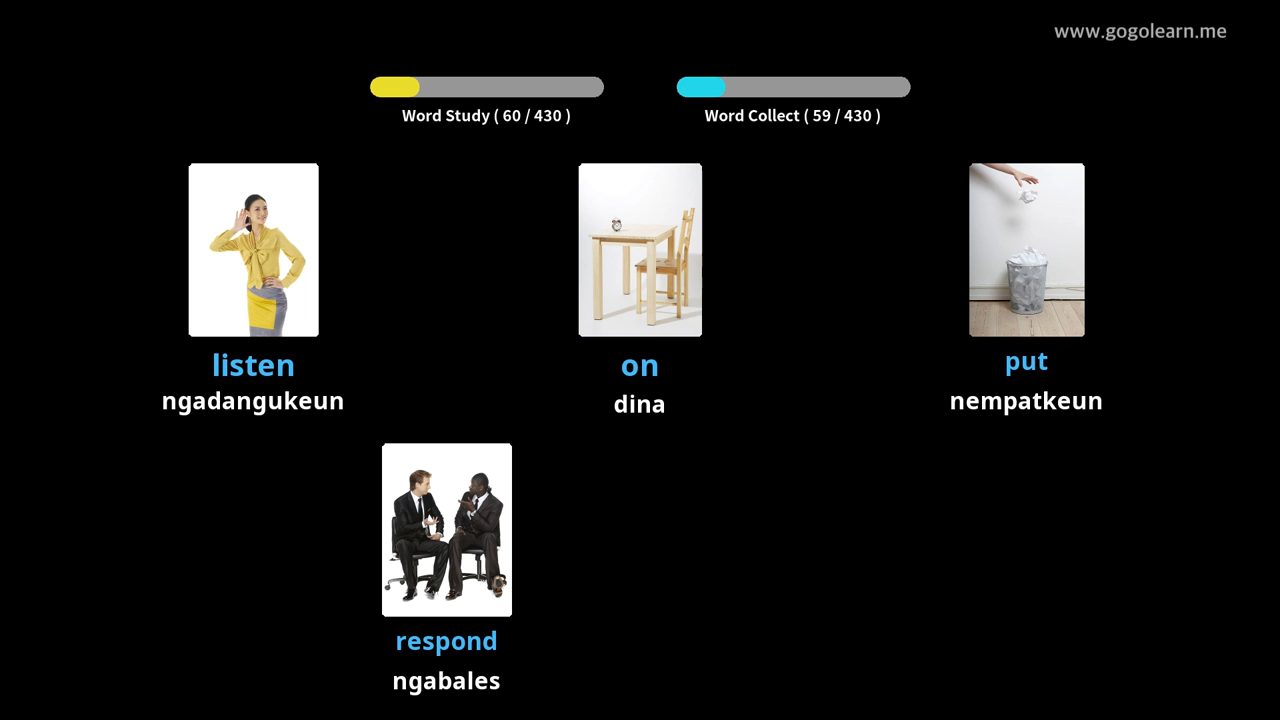 www.gogolearn.me
Word Study ( 60 / 430 )
Word Collect ( 59 / 430 )
listen
ngadangukeun
on
dina
put
nempatkeun
respond
ngabales